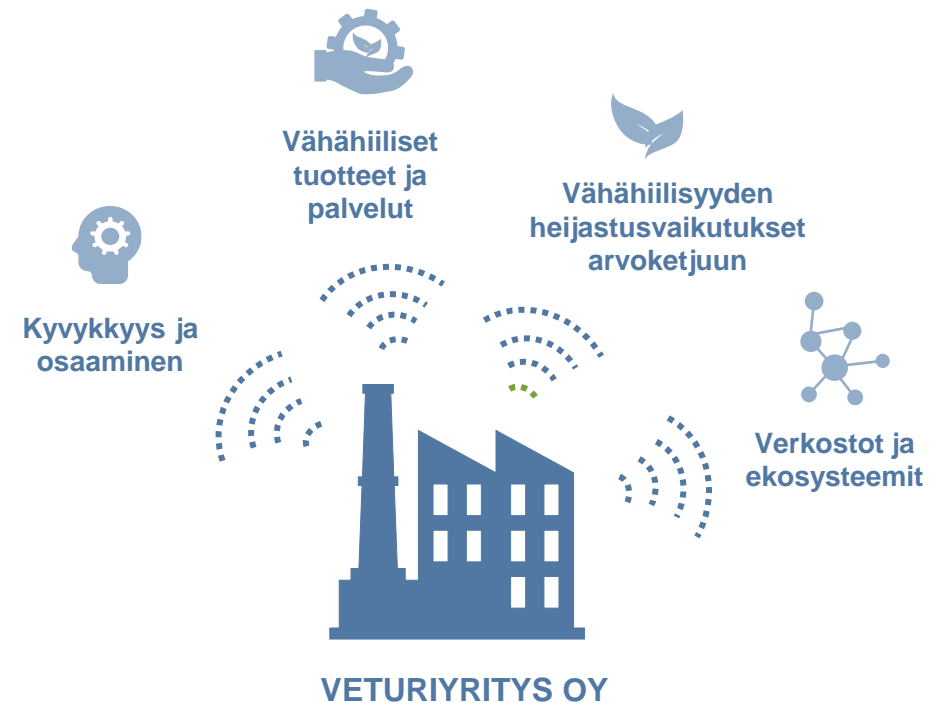 Vähähiiliset
tuotteet ja
palvelut
Vähähiilisyyden
heijastusvaikutukset
arvoketjuun
Kyvykkyys ja
osaaminen
Verkostot ja
ekosysteemit
VETURIYRITYS OY